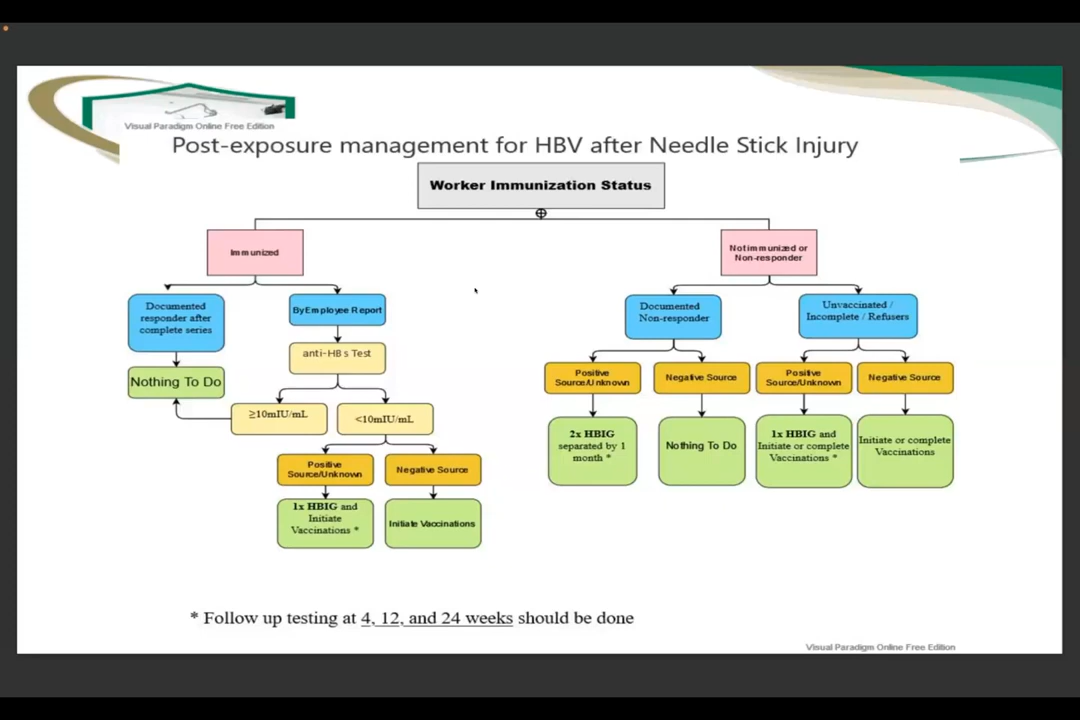 Visual Paradigm Online Free Edition
Post-exposure management for HBV after Needle Stick Injury
Worker Immunization Status
Immunized
Not immunized or
Non-responder
Documented
responder after
complete series
By Employee Report
Documented
Non-responder
Unvaccinated /
Incomplete / Refusers
anti-HBs Test
Nothing To Do
Positive
Source/Unknown
Negative Source
Positive
Source/Unknown
Negative Source
≥10mIU/mL
<10mIU/mL
2x HBIG
separated by 1
month *
Nothing To Do
1x HBIG and
Initiate or complete
Vaccinations *
Initiate or complete
Vaccinations
Positive
Source/Unknown
Negative Source
1x HBIG and
Initiate
Vaccinations *
Initiate Vaccinations
* Follow up testing at 4, 12, and 24 weeks should be done
Visual Paradigm Online Free Edition